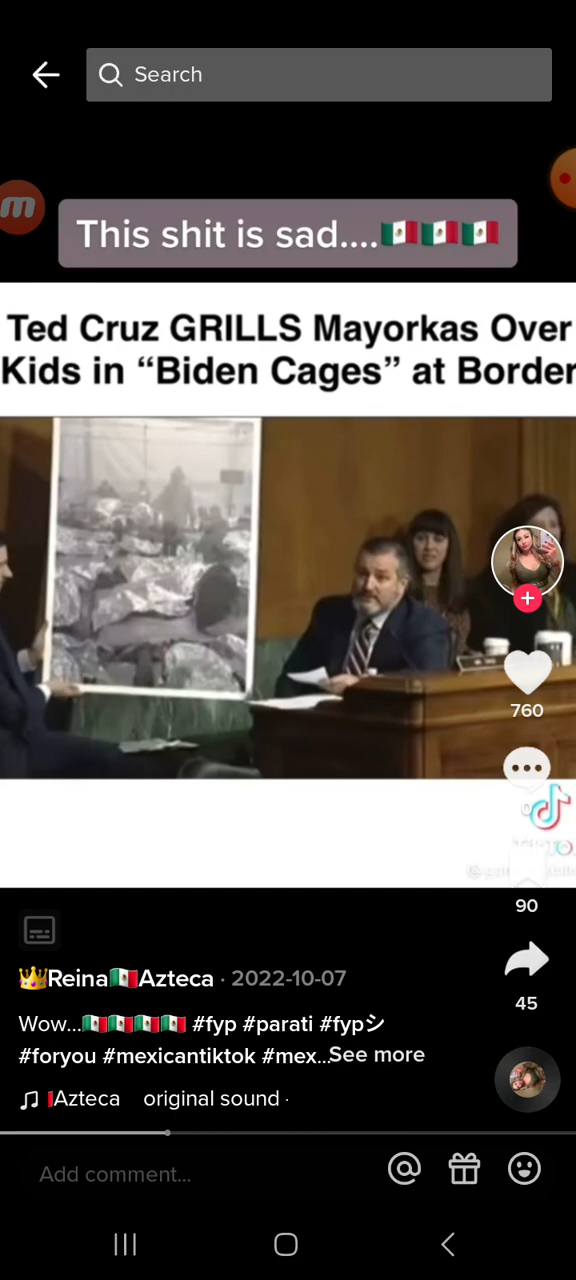 Search
This shit is sad....🇲🇽🇲🇽🇲🇽
Ted Cruz GRILLS Mayorkas Over
Kids in “Biden Cages” at Border
760
0
90
45
👑Reina🇲🇽Azteca · 2022-10-07
Wow...🇲🇽🇲🇽🇲🇽🇲🇽 #fyp #parati #fypシ
#foryou #mexicantiktok #mex...See more
Azteca original sound ·
Add comment...